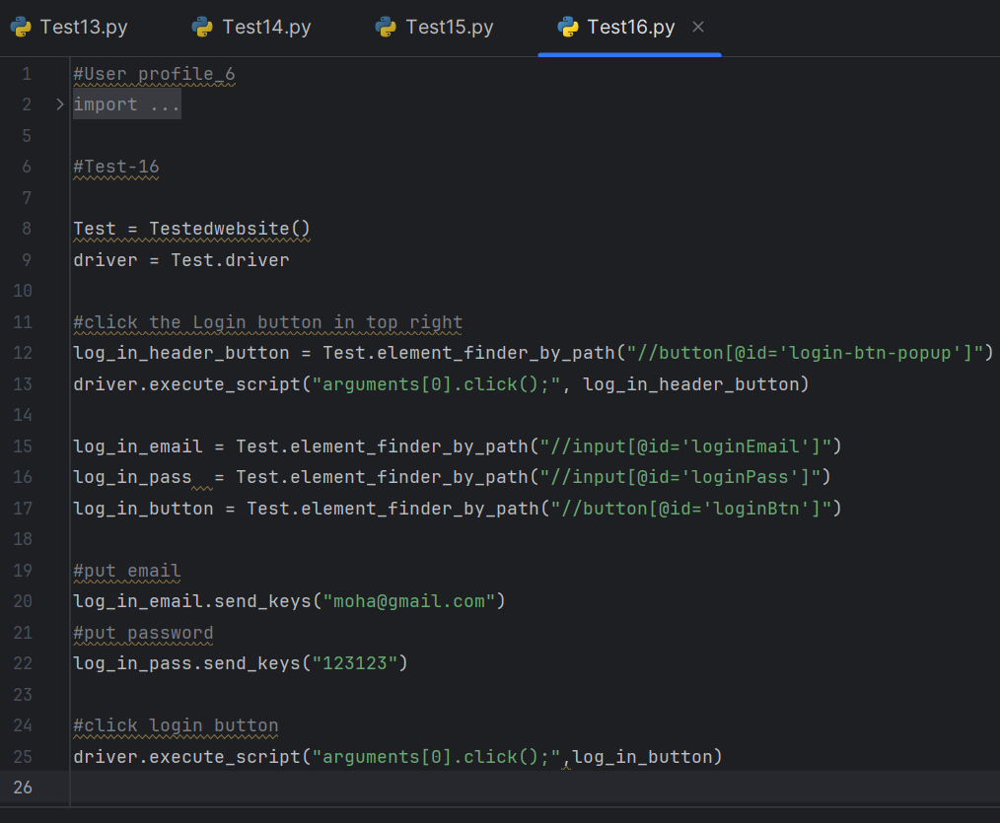 Test13.py Test14.py Test15.py Test16.py ×
1 #User profile_6
2 > import ...
5
6 #Test-16
7
8 Test = Testedwebsite()
9 driver = Test.driver
10
11 #click the Login button in top right
12 log_in_header_button = Test.element_finder_by_path("//button[@id='login-btn-popup']")
13 driver.execute_script("arguments[0].click();", log_in_header_button)
14
15 log_in_email = Test.element_finder_by_path("//input[@id='loginEmail']")
16 log_in_pass  = Test.element_finder_by_path("//input[@id='loginPass']")
17 log_in_button = Test.element_finder_by_path("//button[@id='loginBtn']")
18
19 #put email
20 log_in_email.send_keys("moha@gmail.com")
21 #put password
22 log_in_pass.send_keys("123123")
23
24 #click login button
25 driver.execute_script("arguments[0].click();",log_in_button)
26